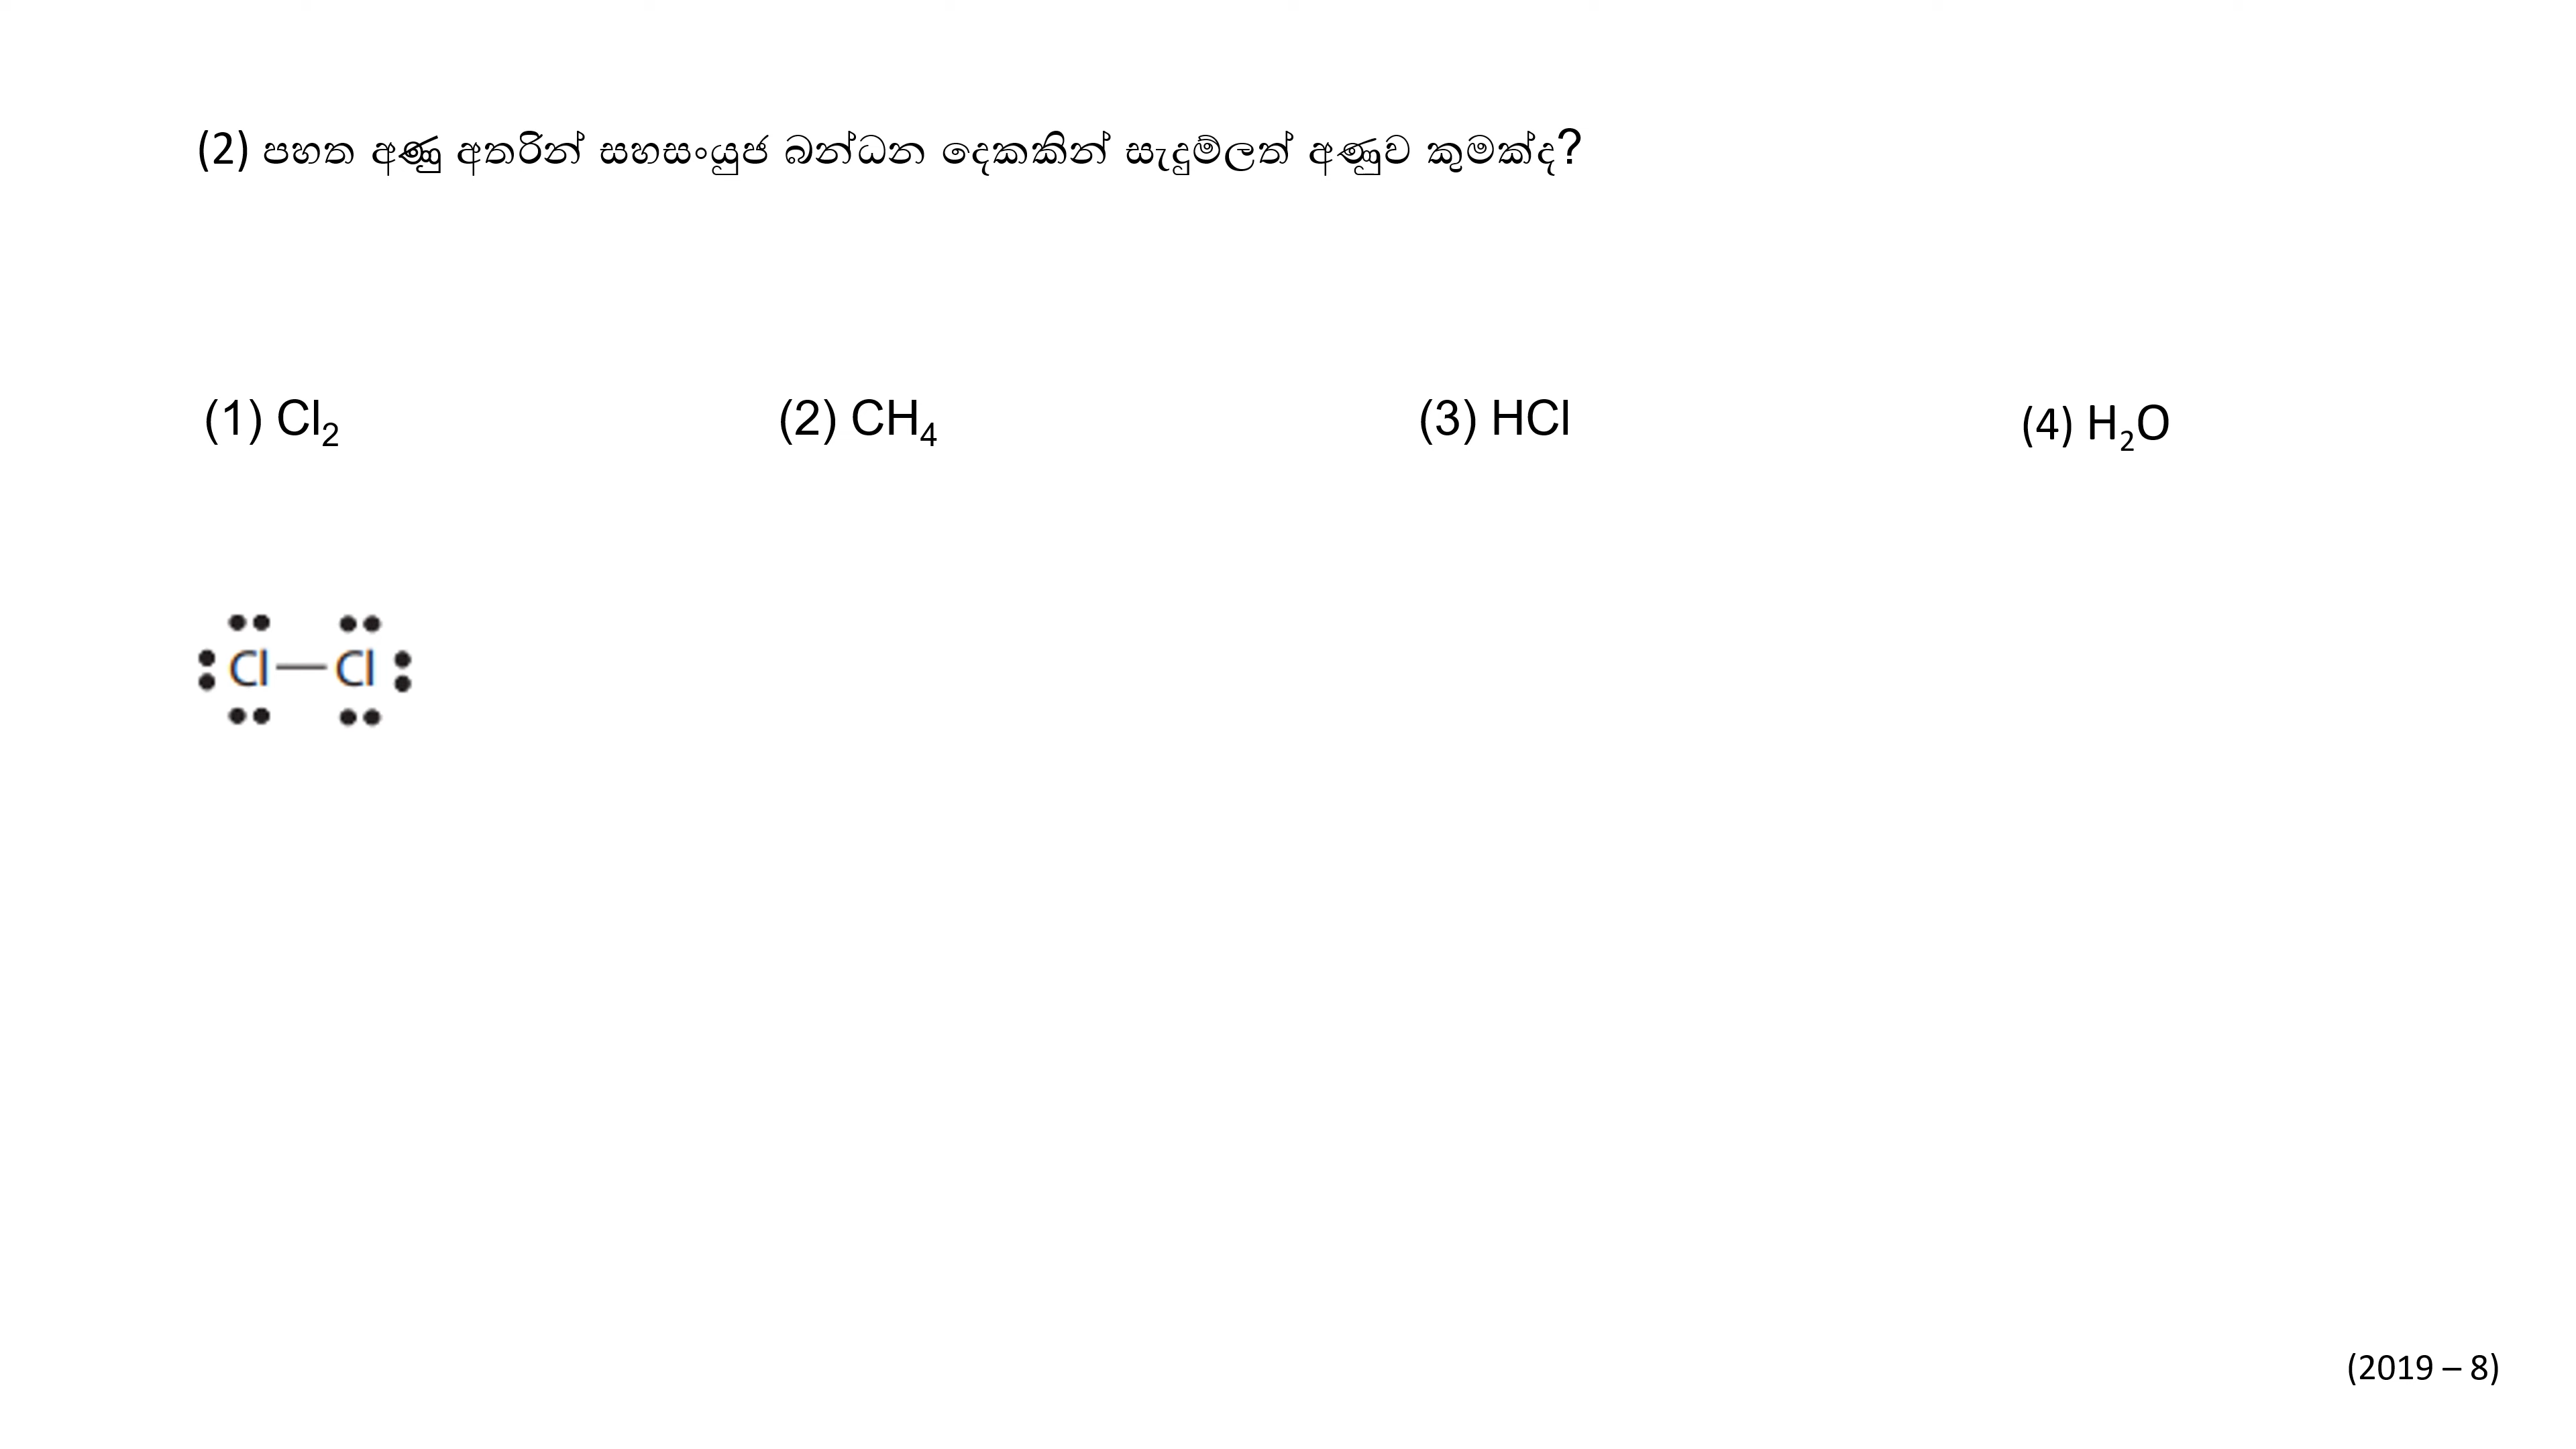 (2) පහත අණු අතරින් සහසංයුජ බන්ධන දෙකකින් සැදුම්ලත් අණුව කුමක්ද?
(1) Cl₂ (2) CH₄ (3) HCl (4) H₂O
Cl — Cl
(2019 – 8)